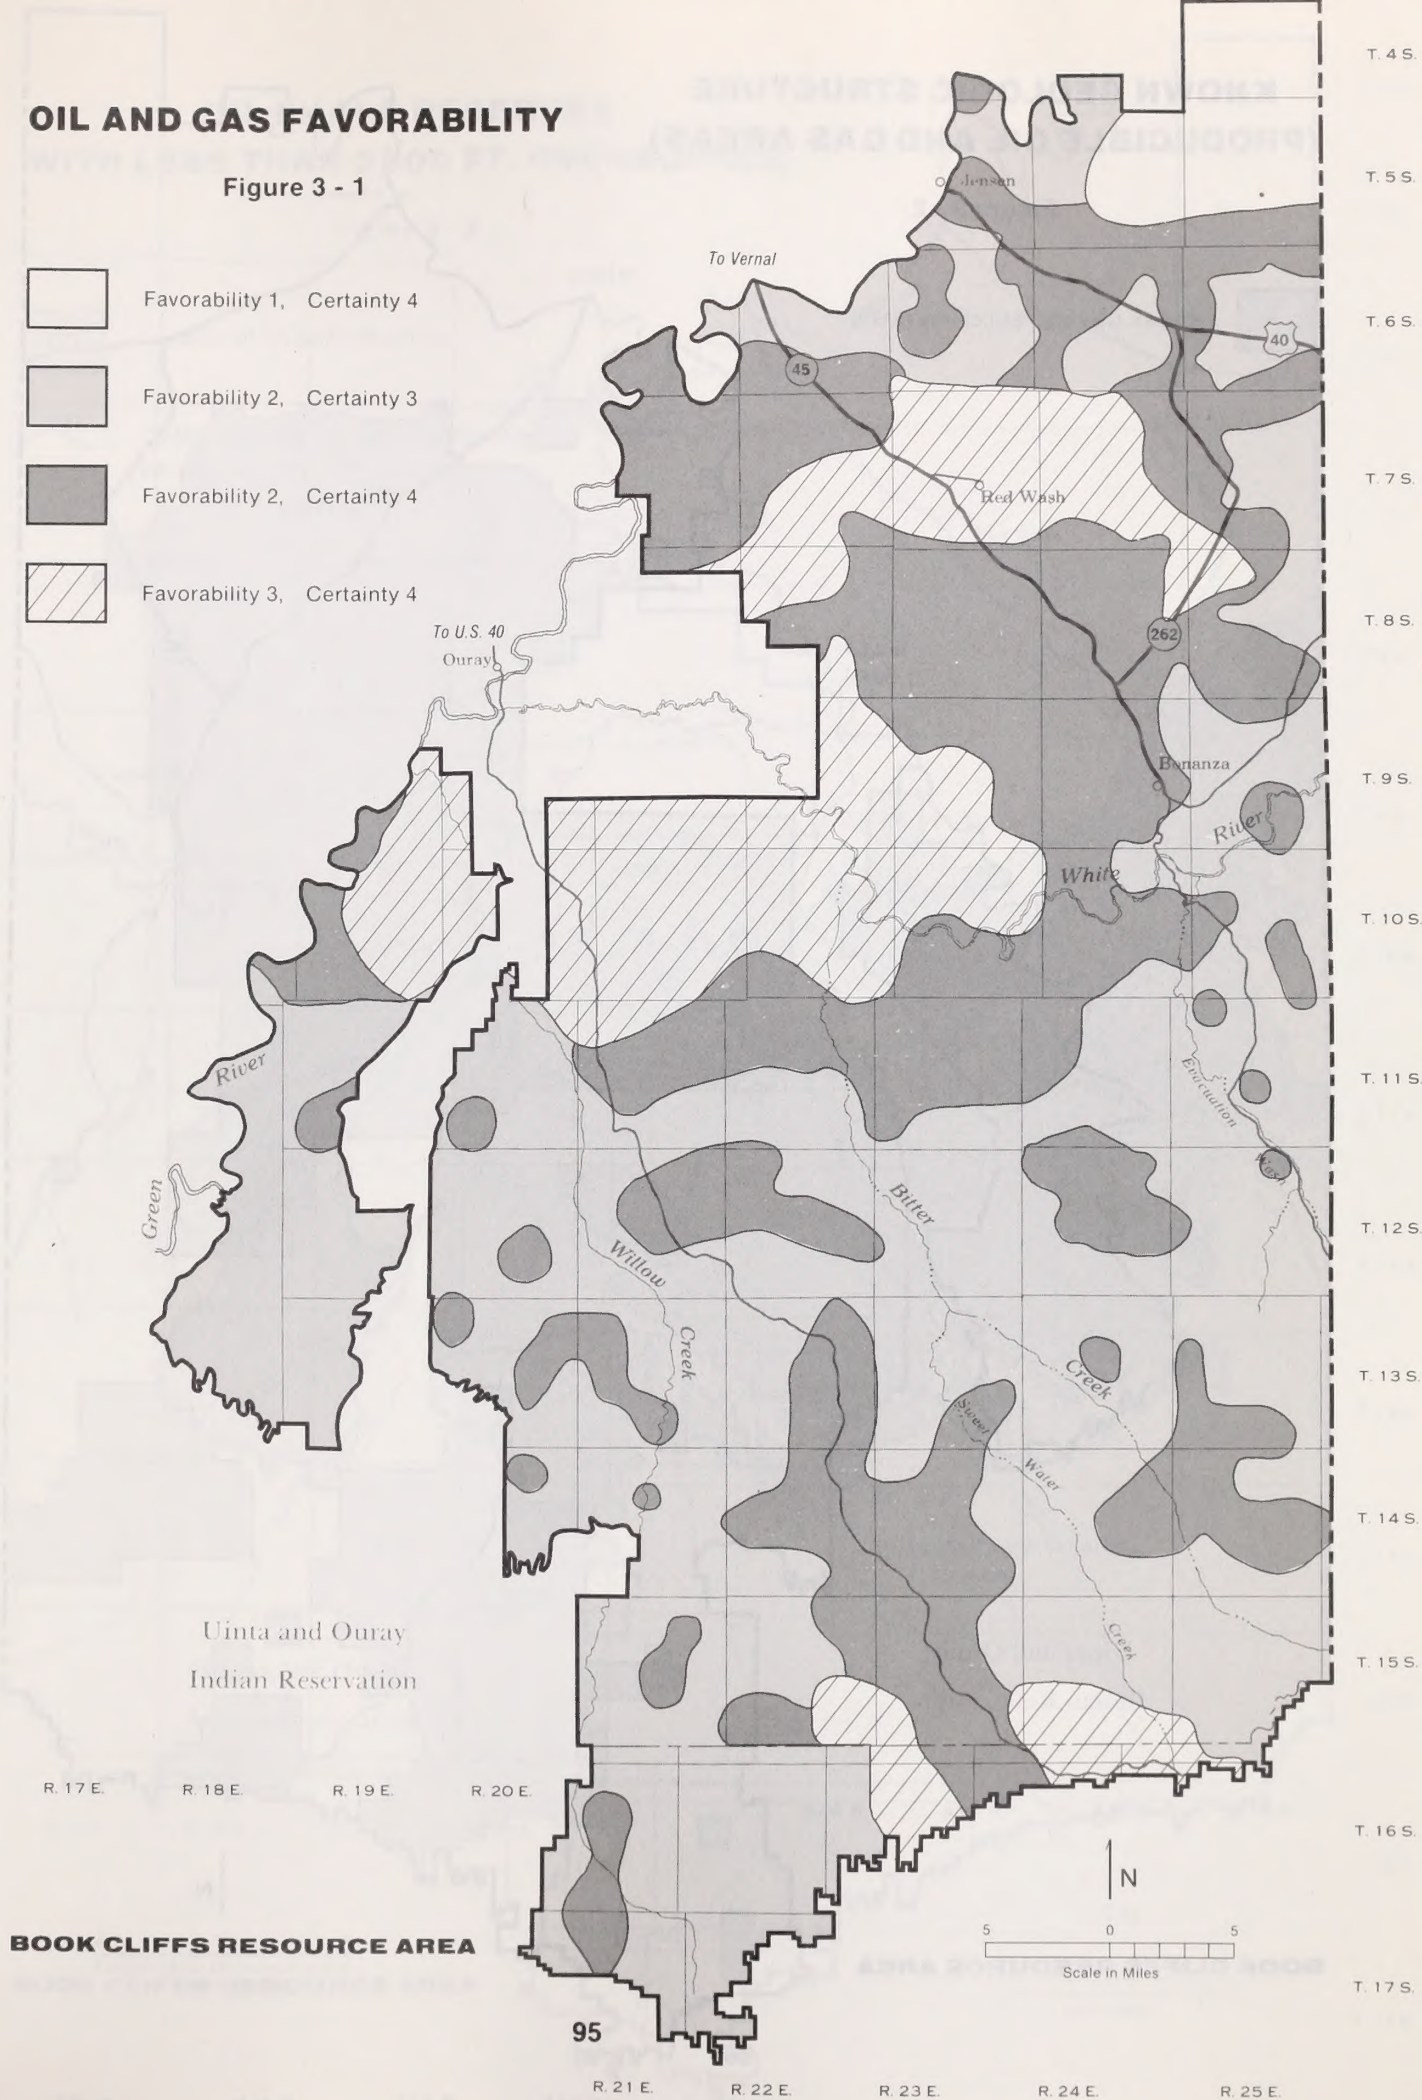 T. 4 S.
OIL AND GAS FAVORABILITY
Figure 3 - 1
T. 5 S.
Jensen
To Vernal
Favorability 1, Certainty 4
T. 6 S.
40
45
Favorability 2, Certainty 3
Favorability 2, Certainty 4
T. 7 S.
Red Wash
Favorability 3, Certainty 4
To U.S. 40
Ouray
T. 8 S.
262
Bonanza
T. 9 S.
River
White
T. 10 S.
River
Evacuation
Wash
T. 11 S.
Green
Bitter
T. 12 S.
Willow
Creek
Creek
T. 13 S.
Sweet
Water
Creek
T. 14 S.
Uinta and Ouray
Indian Reservation
T. 15 S.
R. 17 E.
R. 18 E.
R. 19 E.
R. 20 E.
T. 16 S.
N
BOOK CLIFFS RESOURCE AREA
5 0 5
Scale in Miles
T. 17 S.
95
R. 21 E.
R. 22 E.
R. 23 E.
R. 24 E.
R. 25 E.